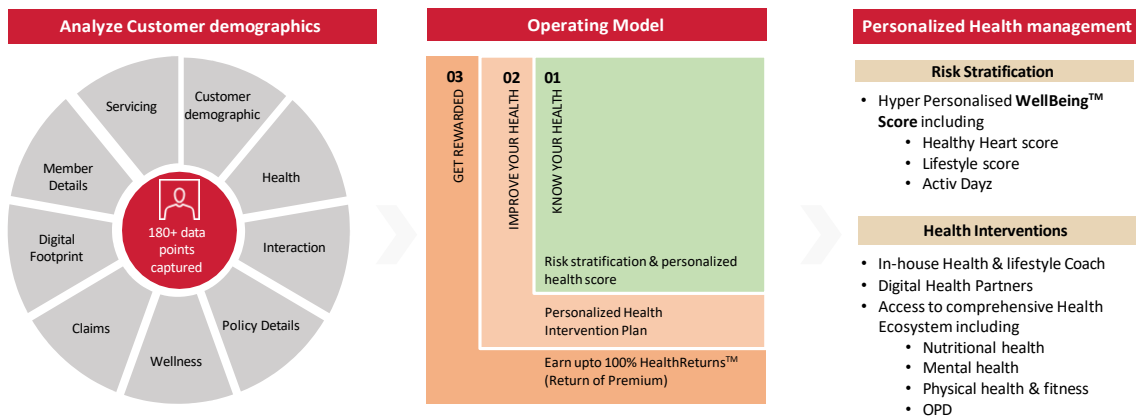 Analyze Customer demographics
Servicing
Customer
demographic
Health
Interaction
Policy Details
Wellness
Claims
Digital
Footprint
Member
Details
180+ data
points
captured
Operating Model
03
GET REWARDED
02
IMPROVE YOUR HEALTH
01
KNOW YOUR HEALTH
Risk stratification & personalized
health score
Personalized Health
Intervention Plan
Earn upto 100% HealthReturns™
(Return of Premium)
Personalized Health management
Risk Stratification
• Hyper Personalised WellBeing™
Score including
• Healthy Heart score
• Lifestyle score
• Activ Dayz
Health Interventions
• In-house Health & lifestyle Coach
• Digital Health Partners
• Access to comprehensive Health
Ecosystem including
• Nutritional health
• Mental health
• Physical health & fitness
• OPD